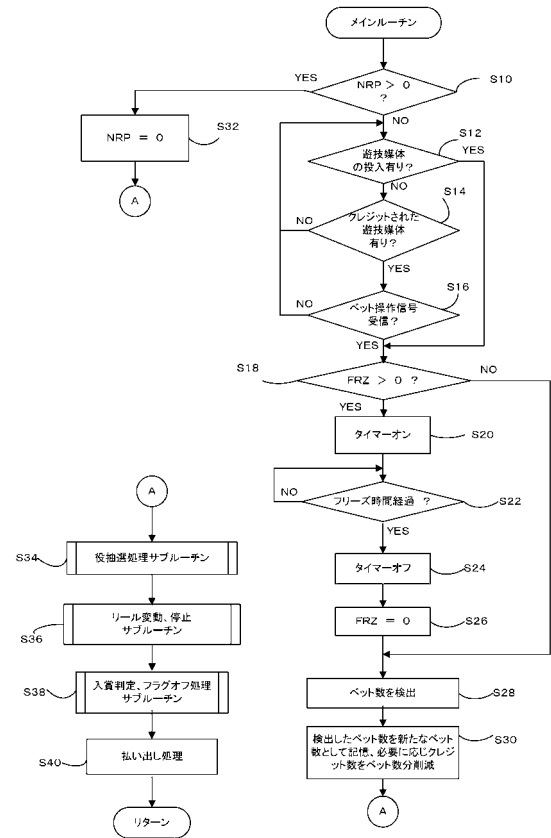 メインルーチン
NRP > 0
?
S10
YES
NO
NRP = 0
S32
A
遊技媒体
の投入有り?
S12
YES
NO
クレジットされた
遊技媒体
有り?
S14
NO
YES
ベット操作信号
受信?
S16
NO
YES
FRZ > 0 ?
S18
NO
YES
タイマーオン
S20
フリーズ時間経過 ?
S22
NO
YES
タイマーオフ
S24
FRZ = 0
S26
ベット数を検出
S28
検出したベット数を新たなベット
数として記憶、必要に応じクレジ
ット数をベット数分削減
S30
A
A
役抽選処理サブルーチン
S34
リール変動、停止
サブルーチン
S36
入賞判定、フラグオフ処理
サブルーチン
S38
払い出し処理
S40
リターン